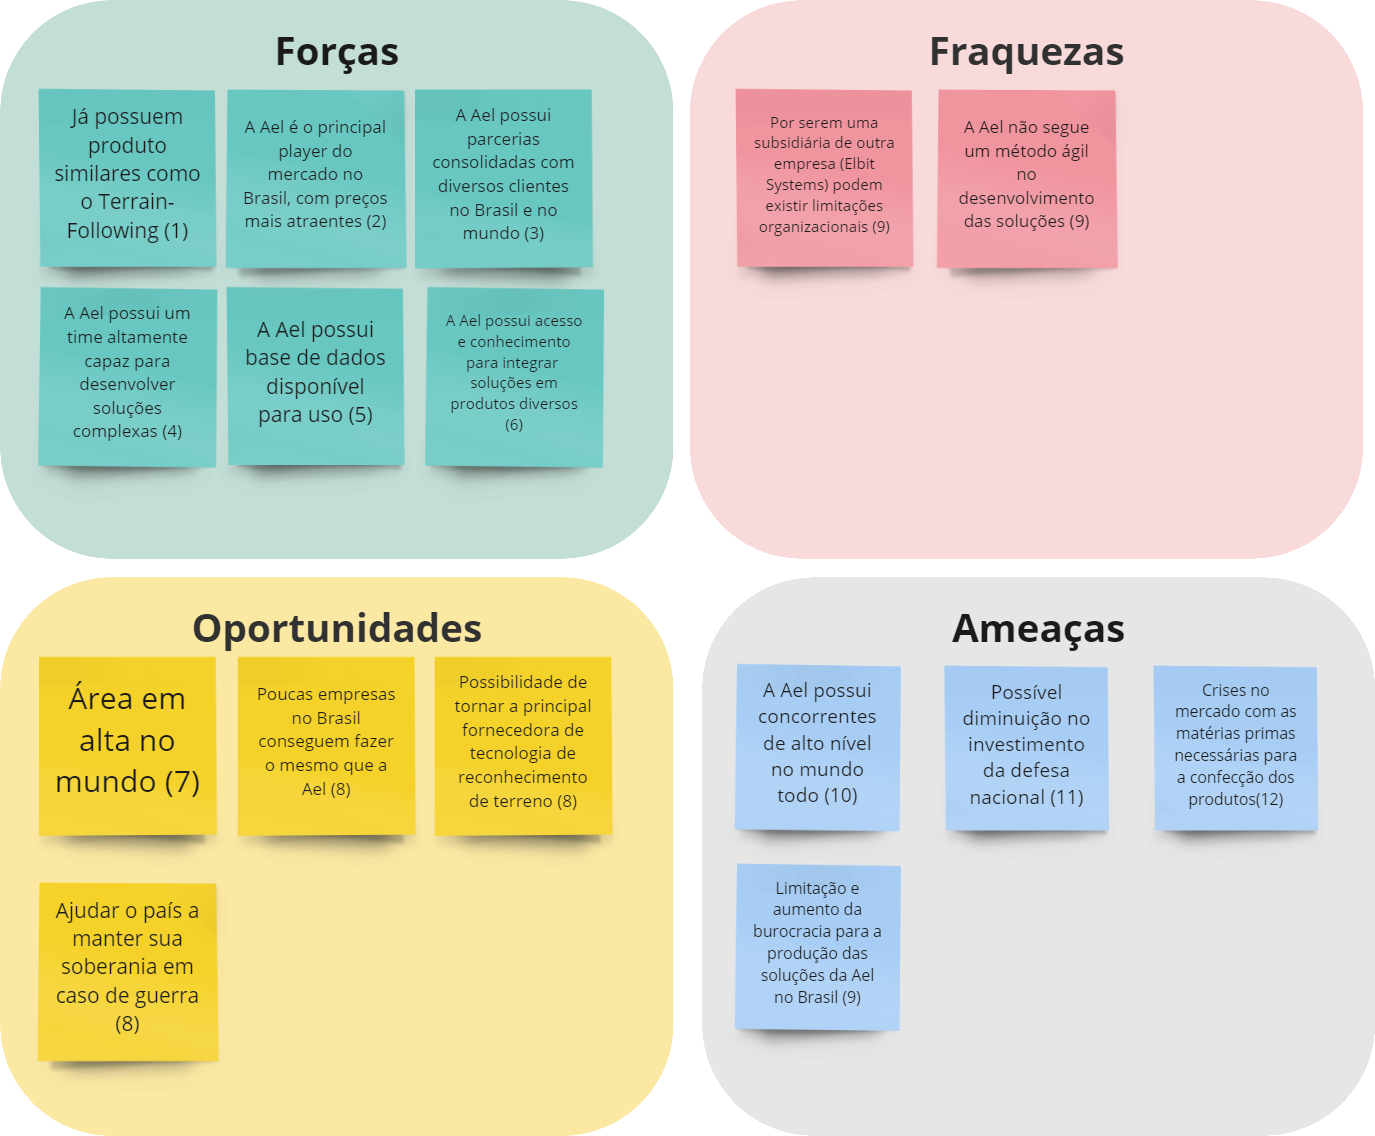 Forças
Já possuem
produto
similares como
o Terrain-
Following (1)
A Ael é o principal
player do
mercado no
Brasil, com preços
mais atraentes (2)
A Ael possui
parcerias
consolidadas com
diversos clientes
no Brasil e no
mundo (3)
A Ael possui um
time altamente
capaz para
desenvolver
soluções
complexas (4)
A Ael possui
base de dados
disponível
para uso (5)
A Ael possui acesso
e conhecimento
para integrar
soluções em
produtos diversos
(6)
Fraquezas
Por serem uma
subsidiária de outra
empresa (Elbit
Systems) podem
existir limitações
organizacionais (9)
A Ael não segue
um método ágil
no
desenvolvimento
das soluções (9)
Oportunidades
Área em
alta no
mundo (7)
Poucas empresas
no Brasil
conseguem fazer
o mesmo que a
Ael (8)
Possibilidade de
tornar a principal
fornecedora de
tecnologia de
reconhecimento
de terreno (8)
Ajudar o país a
manter sua
soberania em
caso de guerra
(8)
Ameaças
A Ael possui
concorrentes
de alto nível
no mundo
todo (10)
Possível
diminuição no
investimento
da defesa
nacional (11)
Crises no
mercado com as
matérias primas
necessárias para
a confecção dos
produtos(12)
Limitação e
aumento da
burocracia para a
produção das
soluções da Ael
no Brasil (9)